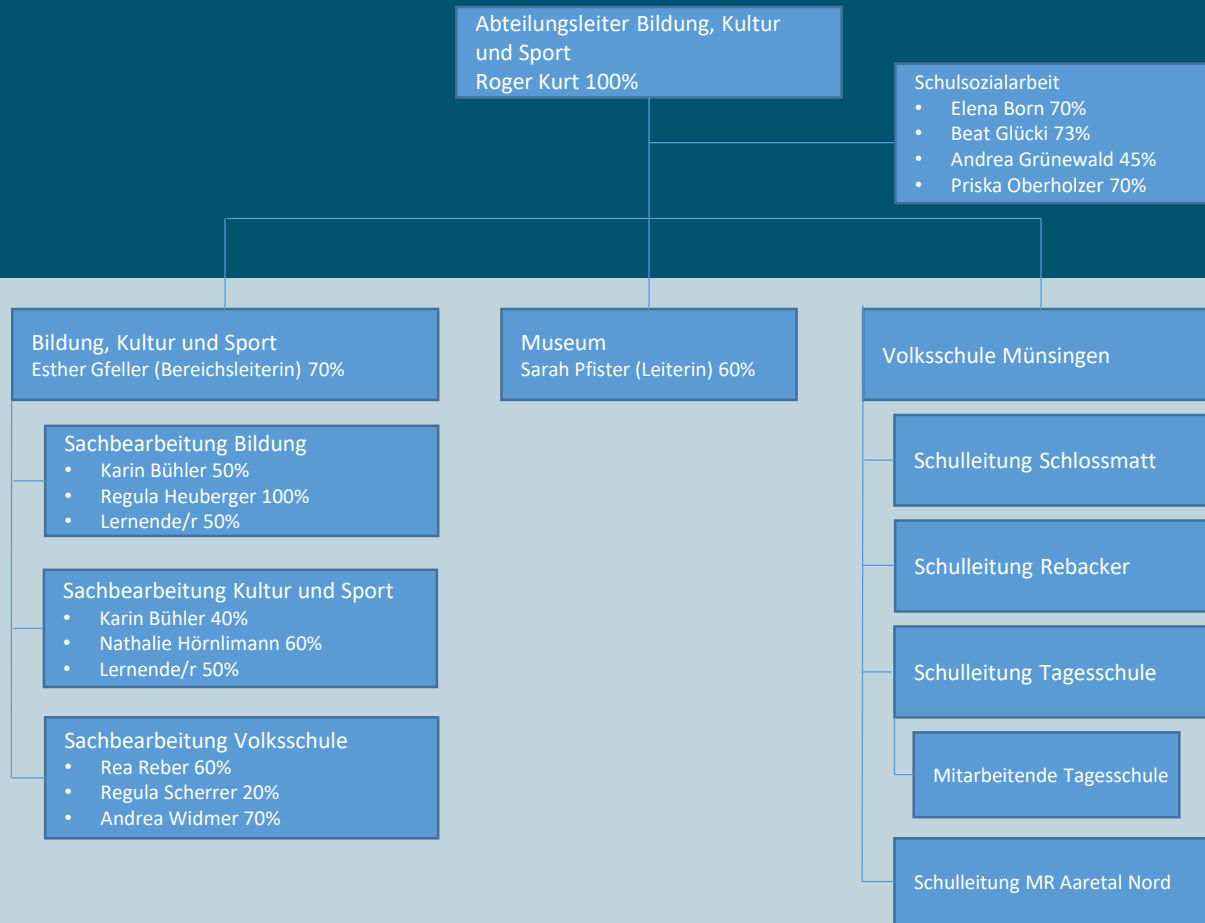 Abteilungsleiter Bildung, Kultur
und Sport
Roger Kurt 100%
Schulsozialarbeit
• Elena Born 70%
• Beat Glücki 73%
• Andrea Grünewald 45%
• Priska Oberholzer 70%
Bildung, Kultur und Sport
Esther Gfeller (Bereichsleiterin) 70%
Sachbearbeitung Bildung
• Karin Bühler 50%
• Regula Heuberger 100%
• Lernende/r 50%
Sachbearbeitung Kultur und Sport
• Karin Bühler 40%
• Nathalie Hörnlimann 60%
• Lernende/r 50%
Sachbearbeitung Volksschule
• Rea Reber 60%
• Regula Scherrer 20%
• Andrea Widmer 70%
Museum
Sarah Pfister (Leiterin) 60%
Volksschule Münsingen
Schulleitung Schlossmatt
Schulleitung Rebacker
Schulleitung Tagesschule
Mitarbeitende Tagesschule
Schulleitung MR Aaretal Nord